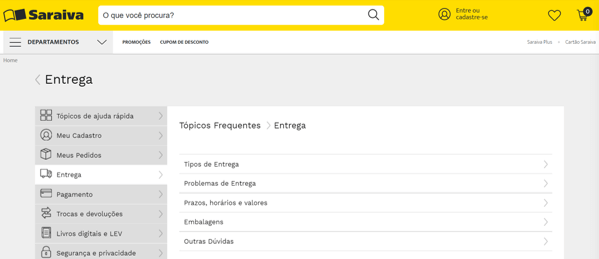 Saraiva
O que você procura?
Entre ou
cadastre-se
0
DEPARTAMENTOS
PROMOÇÕES
CUPOM DE DESCONTO
Saraiva Plus
Cartão Saraiva
Home
Entrega
Tópicos de ajuda rápida
Meu Cadastro
Meus Pedidos
Entrega
Pagamento
Trocas e devoluções
Livros digitais e LEV
Segurança e privacidade
Tópicos Frequentes
Entrega
Tipos de Entrega
Problemas de Entrega
Prazos, horários e valores
Embalagens
Outras Dúvidas